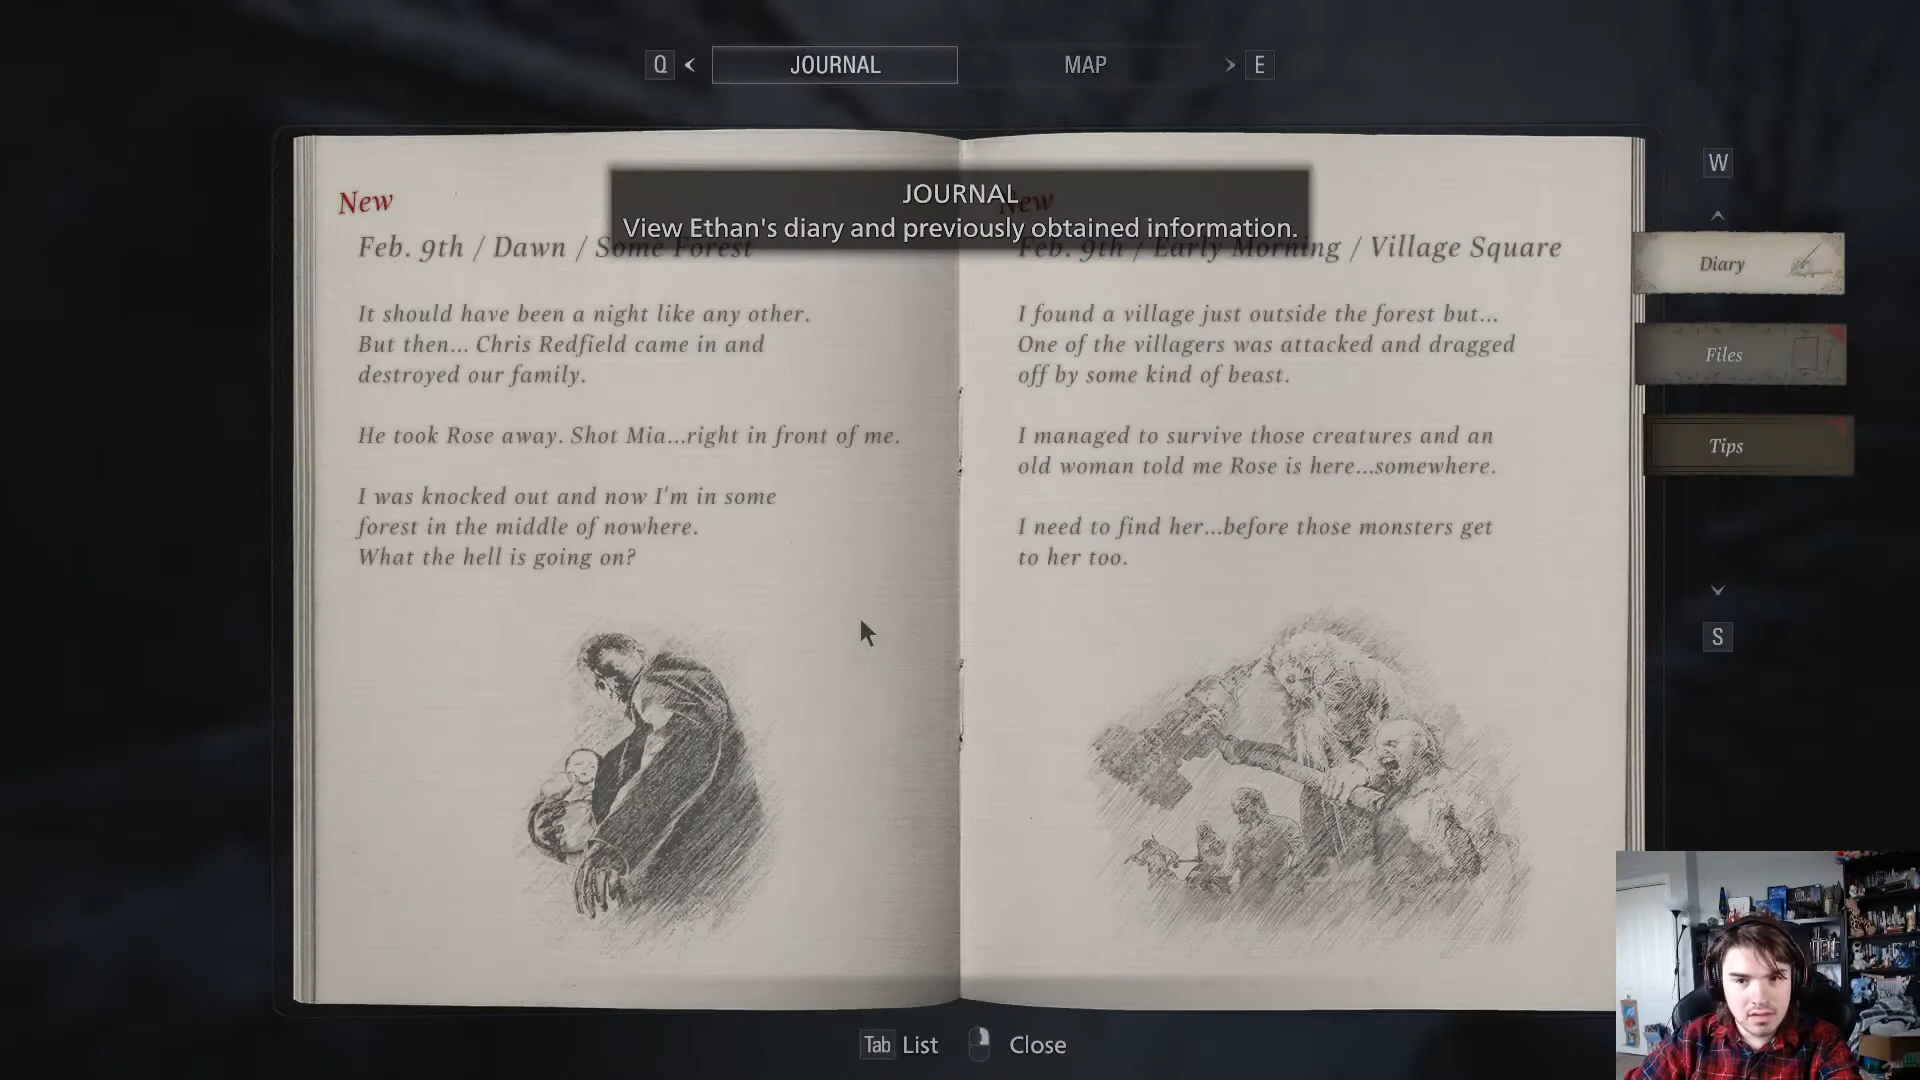 Q < JOURNAL MAP > E
JOURNAL
View Ethan's diary and previously obtained information.
New
Feb. 9th / Dawn / Some Forest
It should have been a night like any other.
But then... Chris Redfield came in and
destroyed our family.
He took Rose away. Shot Mia...right in front of me.
I was knocked out and now I'm in some
forest in the middle of nowhere.
What the hell is going on?
New
Feb. 9th / Early Morning / Village Square
I found a village just outside the forest but...
One of the villagers was attacked and dragged
off by some kind of beast.
I managed to survive those creatures and an
old woman told me Rose is here...somewhere.
I need to find her...before those monsters get
to her too.
W
Diary
Files
Tips
S
Tab List Close